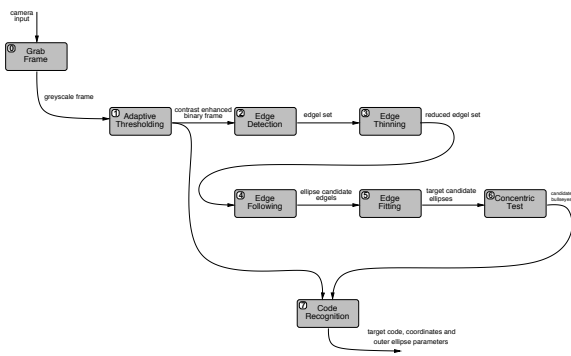 camera
input
0
Grab
Frame
greyscale frame
1
Adaptive
Thresholding
contrast enhanced
binary frame
2
Edge
Detection
edgel set
3
Edge
Thinning
reduced edgel set
4
Edge
Following
ellipse candidate
edgels
5
Edge
Fitting
target candidate
ellipses
6
Concentric
Test
candidate
bullseyes
7
Code
Recognition
target code, coordinates and
outer ellipse parameters